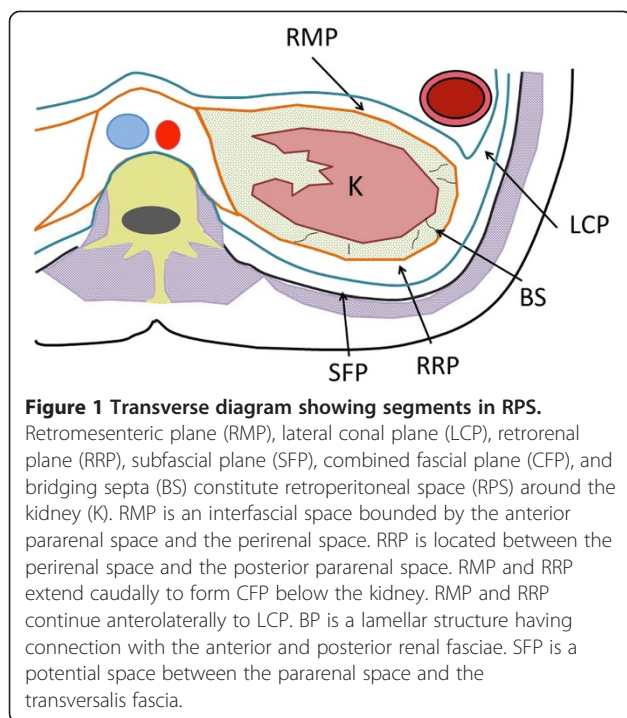 RMP
K
LCP
BS
SFP
RRP
Figure 1 Transverse diagram showing segments in RPS.
Retromesenteric plane (RMP), lateral conal plane (LCP), retrorenal
plane (RRP), subfascial plane (SFP), combined fascial plane (CFP), and
bridging septa (BS) constitute retroperitoneal space (RPS) around the
kidney (K). RMP is an interfascial space bounded by the anterior
pararenal space and the perirenal space. RRP is located between the
perirenal space and the posterior pararenal space. RMP and RRP
extend caudally to form CFP below the kidney. RMP and RRP
continue anterolaterally to LCP. BP is a lamellar structure having
connection with the anterior and posterior renal fasciae. SFP is a
potential space between the pararenal space and the
transversalis fascia.